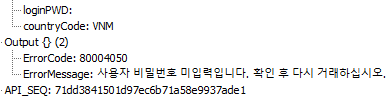 loginPWD:
countryCode: VNM
Output {} (2)
ErrorCode: 80004050
ErrorMessage: 사용자 비밀번호 미입력입니다. 확인 후 다시 거래하십시오.
API_SEQ: 71dd3841501d97ec6b71a58e9937ade1